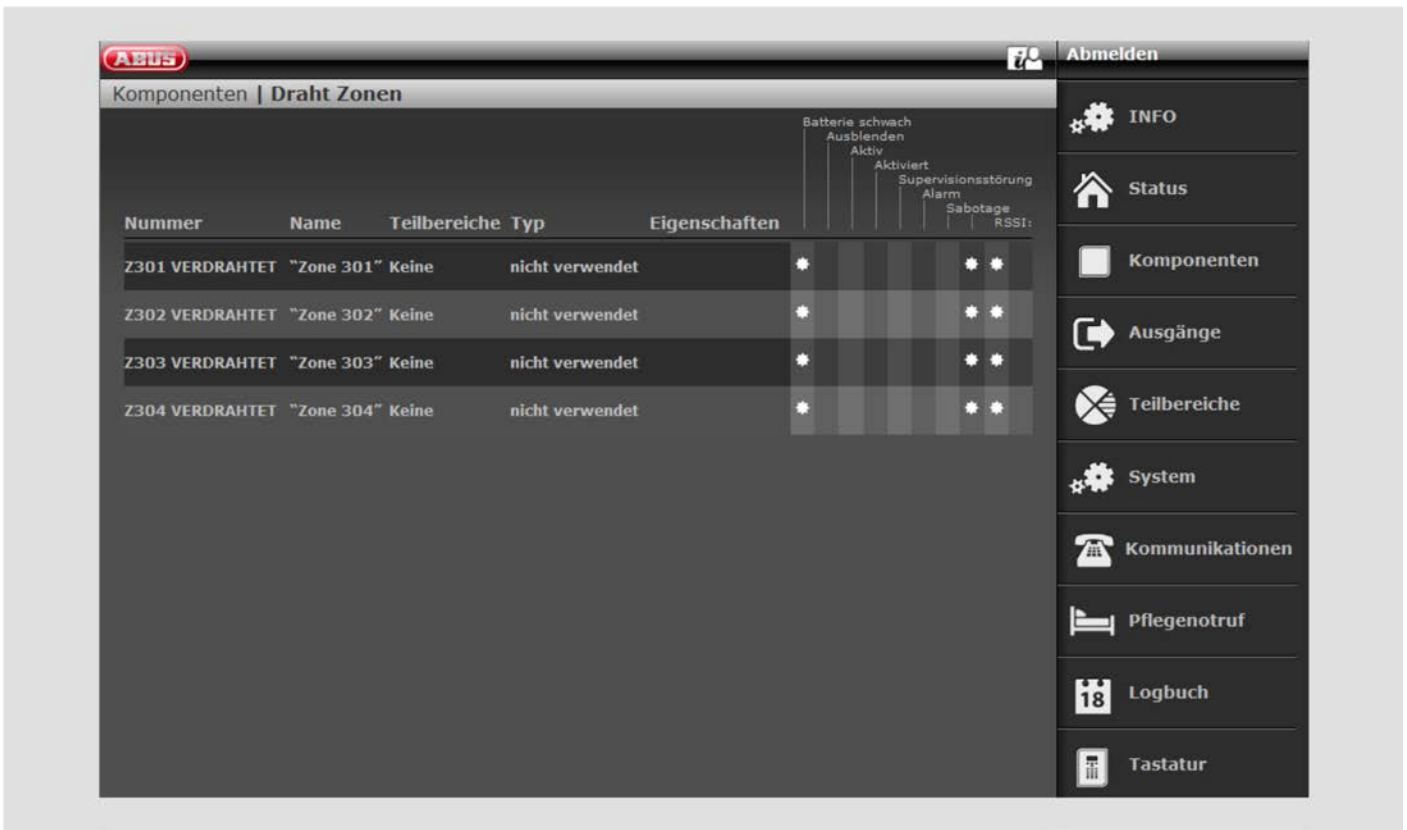 ABUS
Abmelden
Komponenten | Draht Zonen
Batterie schwach
Ausblenden
Aktiv
Aktiviert
Supervisionsstörung
Alarm
Sabotage
RSSI:
Nummer Name Teilbereiche Typ Eigenschaften
Z301 VERDRAHTET "Zone 301" Keine nicht verwendet
Z302 VERDRAHTET "Zone 302" Keine nicht verwendet
Z303 VERDRAHTET "Zone 303" Keine nicht verwendet
Z304 VERDRAHTET "Zone 304" Keine nicht verwendet
INFO
Status
Komponenten
Ausgänge
Teilbereiche
System
Kommunikationen
Pflegenotruf
18
Logbuch
Tastatur